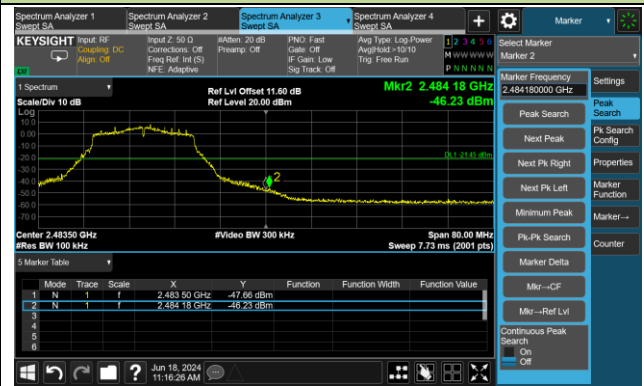 Spectrum Analyzer 1
Swept SA
Spectrum Analyzer 2
Swept SA
Spectrum Analyzer 3
Swept SA
Spectrum Analyzer 4
Swept SA
+
Marker
KEYSIGHT
Input: RF
Coupling: DC
Align: Off
Input Z: 50 Ω
Corrections: Off
Freq Ref: Int (S)
NFE: Adaptive
#Atten: 20 dB
Preamp: Off
PNO: Fast
Gate: Off
IF Gain: Low
Sig Track: Off
Avg Type: Log-Power
Avg|Hold:>10/10
Trig: Free Run
1 2 3 4 5 6
M W W W W W
P N N N N N
LXI
Select Marker
Marker 2
1 Spectrum
Scale/Div 10 dB
Ref Lvl Offset 11.60 dB
Ref Level 20.00 dBm
Mkr2 2.484 18 GHz
-46.23 dBm
Log
10.0
0.00
-10.0
-20.0
-30.0
-40.0
-50.0
-60.0
-70.0
DL1 -21.45 dBm
2
Center 2.48350 GHz
#Res BW 100 kHz
#Video BW 300 kHz
Span 80.00 MHz
Sweep 7.73 ms (2001 pts)
5 Marker Table
Mode Trace Scale X Y Function Function Width Function Value
1 N 1 f 2.483 50 GHz -47.66 dBm
2 N 1 f 2.484 18 GHz -46.23 dBm
3
4
5
6
Marker Frequency
2.484180000 GHz
Peak Search
Next Peak
Next Pk Right
Next Pk Left
Minimum Peak
Pk-Pk Search
Marker Delta
Mkr→CF
Mkr→Ref Lvl
Continuous Peak
Search
On
Off
Settings
Peak
Search
Pk Search
Config
Properties
Marker
Function
Marker→
Counter
?
Jun 18, 2024
11:16:26 AM